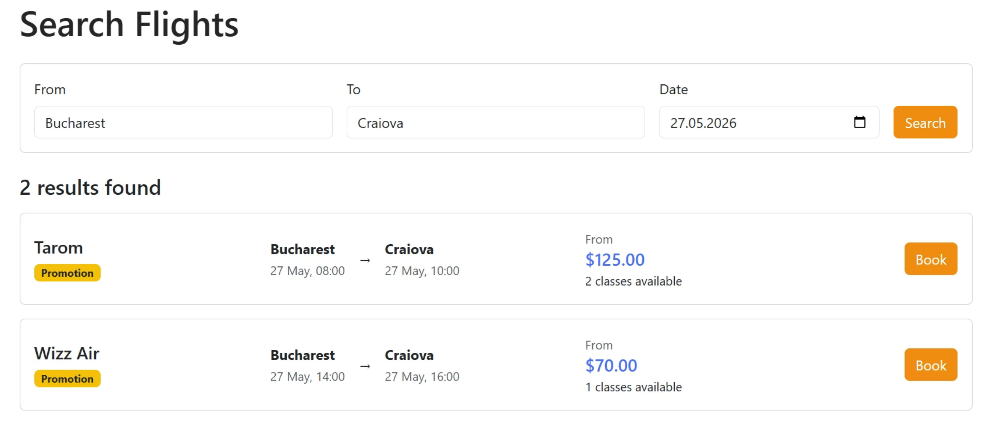 Search Flights
From To Date
Bucharest Craiova 27.05.2026 Search
2 results found
Tarom
Promotion
Bucharest → Craiova
27 May, 08:00 27 May, 10:00
From
$125.00
2 classes available
Book
Wizz Air
Promotion
Bucharest → Craiova
27 May, 14:00 27 May, 16:00
From
$70.00
1 classes available
Book